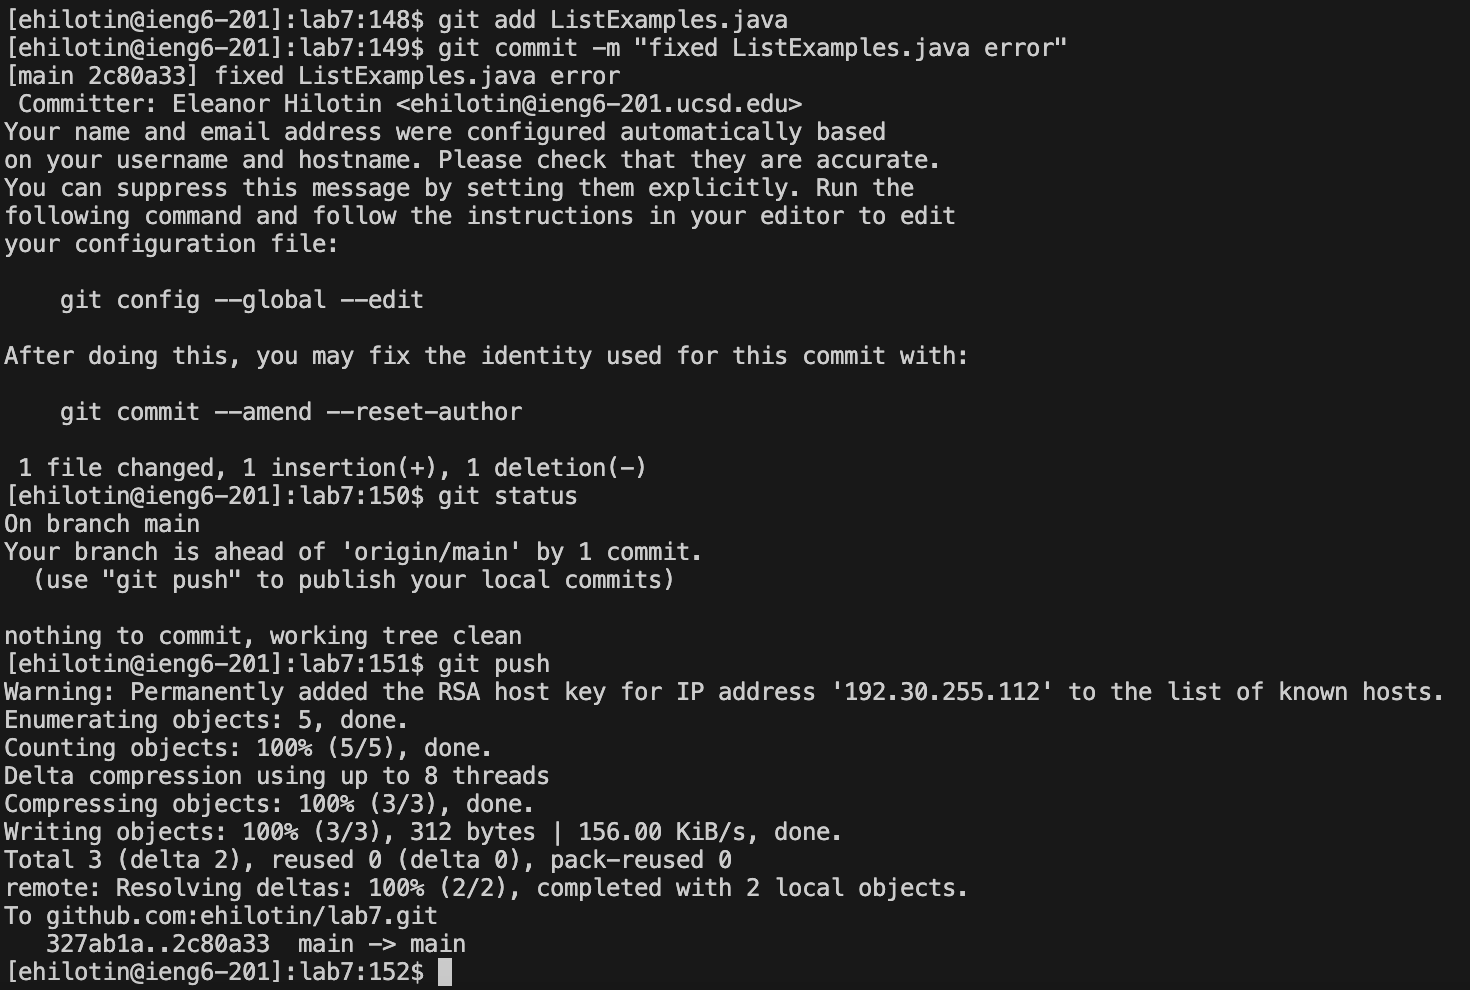 [ehilotin@ieng6-201]:lab7:148$ git add ListExamples.java
[ehilotin@ieng6-201]:lab7:149$ git commit -m "fixed ListExamples.java error"
[main 2c80a33] fixed ListExamples.java error
 Committer: Eleanor Hilotin <ehilotin@ieng6-201.ucsd.edu>
Your name and email address were configured automatically based
on your username and hostname. Please check that they are accurate.
You can suppress this message by setting them explicitly. Run the
following command and follow the instructions in your editor to edit
your configuration file:

    git config --global --edit

After doing this, you may fix the identity used for this commit with:

    git commit --amend --reset-author

 1 file changed, 1 insertion(+), 1 deletion(-)
[ehilotin@ieng6-201]:lab7:150$ git status
On branch main
Your branch is ahead of 'origin/main' by 1 commit.
  (use "git push" to publish your local commits)

nothing to commit, working tree clean
[ehilotin@ieng6-201]:lab7:151$ git push
Warning: Permanently added the RSA host key for IP address '192.30.255.112' to the list of known hosts.
Enumerating objects: 5, done.
Counting objects: 100% (5/5), done.
Delta compression using up to 8 threads
Compressing objects: 100% (3/3), done.
Writing objects: 100% (3/3), 312 bytes | 156.00 KiB/s, done.
Total 3 (delta 2), reused 0 (delta 0), pack-reused 0
remote: Resolving deltas: 100% (2/2), completed with 2 local objects.
To github.com:ehilotin/lab7.git
   327ab1a..2c80a33  main -> main
[ehilotin@ieng6-201]:lab7:152$